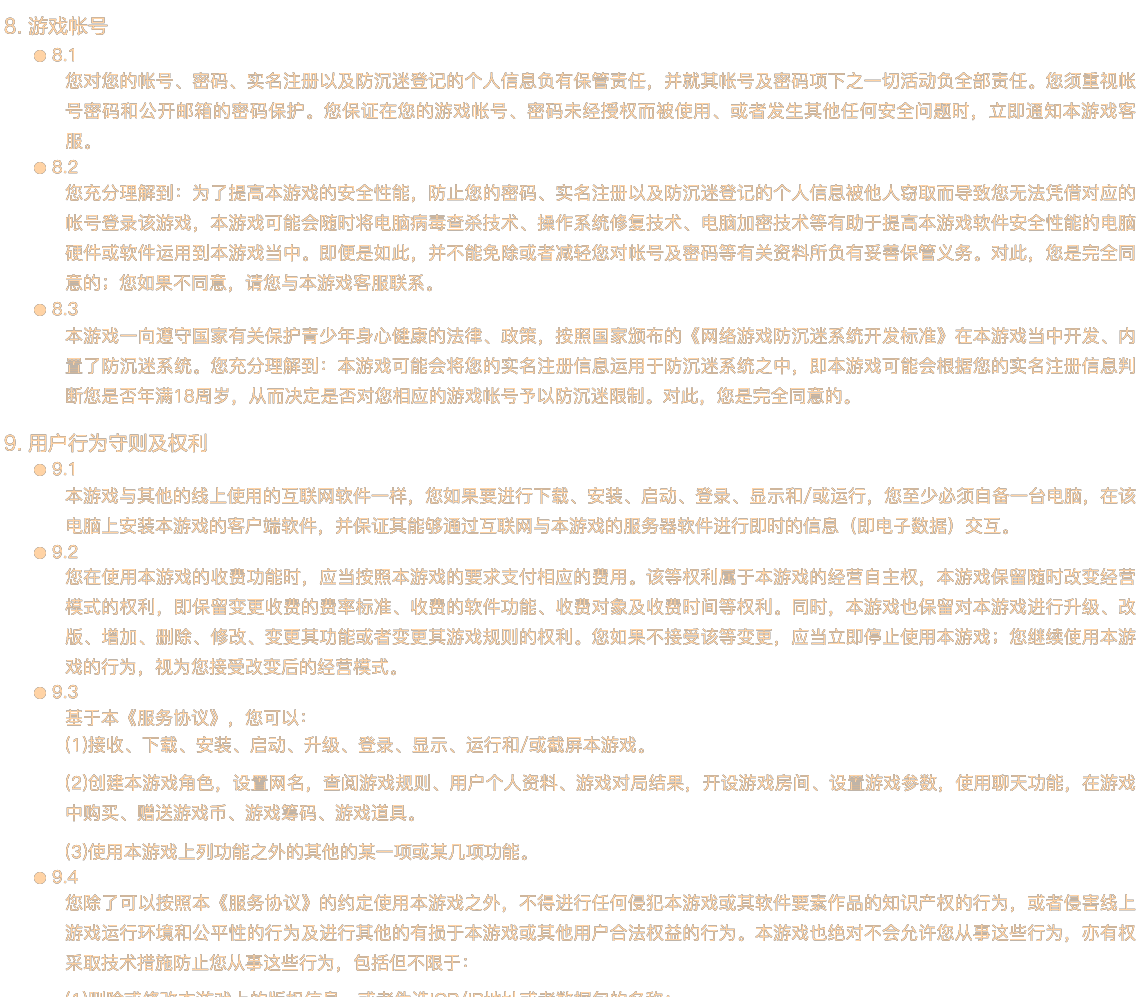 8. 游戏帐号
8.1
您对您的帐号、密码、实名注册以及防沉迷登记的个人信息负有保管责任，并就其帐号及密码项下之一切活动负全部责任。您须重视帐
号密码和公开邮箱的密码保护。您保证在您的游戏帐号、密码未经授权而被使用、或者发生其他任何安全问题时，立即通知本游戏客
服。
8.2
您充分理解到：为了提高本游戏的安全性能，防止您的密码、实名注册以及防沉迷登记的个人信息被他人窃取而导致您无法凭借对应的
帐号登录该游戏，本游戏可能会随时将电脑病毒查杀技术、操作系统修复技术、电脑加密技术等有助于提高本游戏软件安全性能的电脑
硬件或软件运用到本游戏当中。即便是如此，并不能免除或者减轻您对帐号及密码等有关资料所负有妥善保管义务。对此，您是完全同
意的；您如果不同意，请您与本游戏客服联系。
8.3
本游戏一向遵守国家有关保护青少年身心健康的法律、政策，按照国家颁布的《网络游戏防沉迷系统开发标准》在本游戏当中开发、内
置了防沉迷系统。您充分理解到：本游戏可能会将您的实名注册信息运用于防沉迷系统之中，即本游戏可能会根据您的实名注册信息判
断您是否年满18周岁，从而决定是否对您相应的游戏帐号予以防沉迷限制。对此，您是完全同意的。
9. 用户行为守则及权利
9.1
本游戏与其他的线上使用的互联网软件一样，您如果要进行下载、安装、启动、登录、显示和/或运行，您至少必须自备一台电脑，在该
电脑上安装本游戏的客户端软件，并保证其能够通过互联网与本游戏的服务器软件进行即时的信息（即电子数据）交互。
9.2
您在使用本游戏的收费功能时，应当按照本游戏的要求支付相应的费用。该等权利属于本游戏的经营自主权，本游戏保留随时改变经营
模式的权利，即保留变更收费的费率标准、收费的软件功能、收费对象及收费时间等权利。同时，本游戏也保留对本游戏进行升级、改
版、增加、删除、修改、变更其功能或者变更其游戏规则的权利。您如果不接受该等变更，应当立即停止使用本游戏；您继续使用本游
戏的行为，视为您接受改变后的经营模式。
9.3
基于本《服务协议》，您可以：
(1)接收、下载、安装、启动、升级、登录、显示、运行和/或截屏本游戏。
(2)创建本游戏角色，设置网名，查阅游戏规则、用户个人资料、游戏对局结果，开设游戏房间、设置游戏参数，使用聊天功能，在游戏
中购买、赠送游戏币、游戏筹码、游戏道具。
(3)使用本游戏上列功能之外的其他的某一项或某几项功能。
9.4
您除了可以按照本《服务协议》的约定使用本游戏之外，不得进行任何侵犯本游戏或其软件要素作品的知识产权的行为，或者侵害线上
游戏运行环境和公平性的行为及进行其他的有损于本游戏或其他用户合法权益的行为。本游戏也绝对不会允许您从事这些行为，亦有权
采取技术措施防止您从事这些行为，包括但不限于：
(1)删除或修改本游戏上的版权信息，或者伪造ICP/IP地址或者数据包的名称；